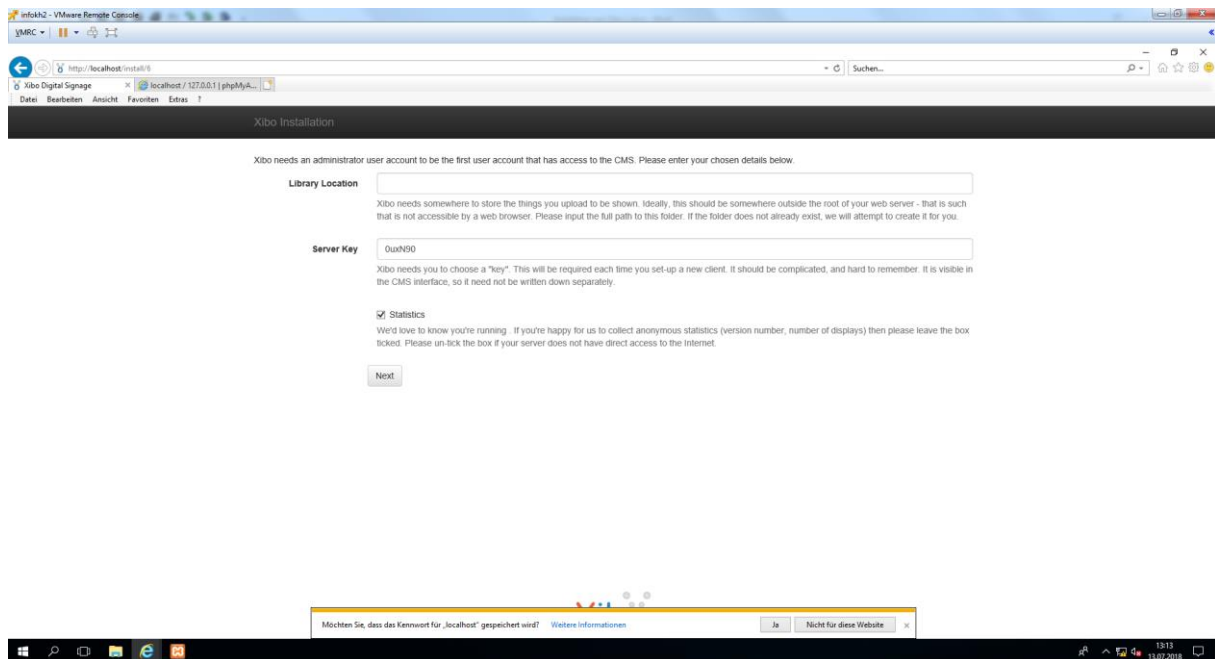 infokh2 - VMware Remote Console
VMRC
http://localhost/install/6
Suchen...
Xibo Digital Signage
localhost / 127.0.0.1 | phpMyA...
Datei Bearbeiten Ansicht Favoriten Extras ?
Xibo Installation
Xibo needs an administrator user account to be the first user account that has access to the CMS. Please enter your chosen details below.
Library Location
Xibo needs somewhere to store the things you upload to be shown. Ideally, this should be somewhere outside the root of your web server - that is such
that is not accessible by a web browser. Please input the full path to this folder. If the folder does not already exist, we will attempt to create it for you.
Server Key
0uxN90
Xibo needs you to choose a "key". This will be required each time you set-up a new client. It should be complicated, and hard to remember. It is visible in
the CMS interface, so it need not be written down separately.
Statistics
We'd love to know you're running . If you're happy for us to collect anonymous statistics (version number, number of displays) then please leave the box
ticked. Please un-tick the box if your server does not have direct access to the Internet.
Next
Möchten Sie, dass das Kennwort für „localhost" gespeichert wird?
Weitere Informationen
Ja
Nicht für diese Website
13:13
13.07.2018